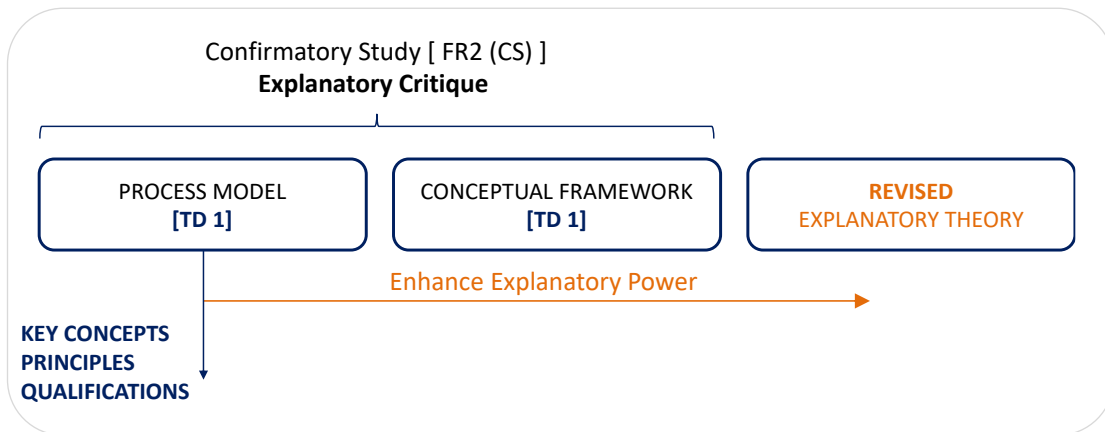 Confirmatory Study [ FR2 (CS) ]
Explanatory Critique
PROCESS MODEL
[TD 1]
CONCEPTUAL FRAMEWORK
[TD 1]
REVISED
EXPLANATORY THEORY
Enhance Explanatory Power
KEY CONCEPTS
PRINCIPLES
QUALIFICATIONS